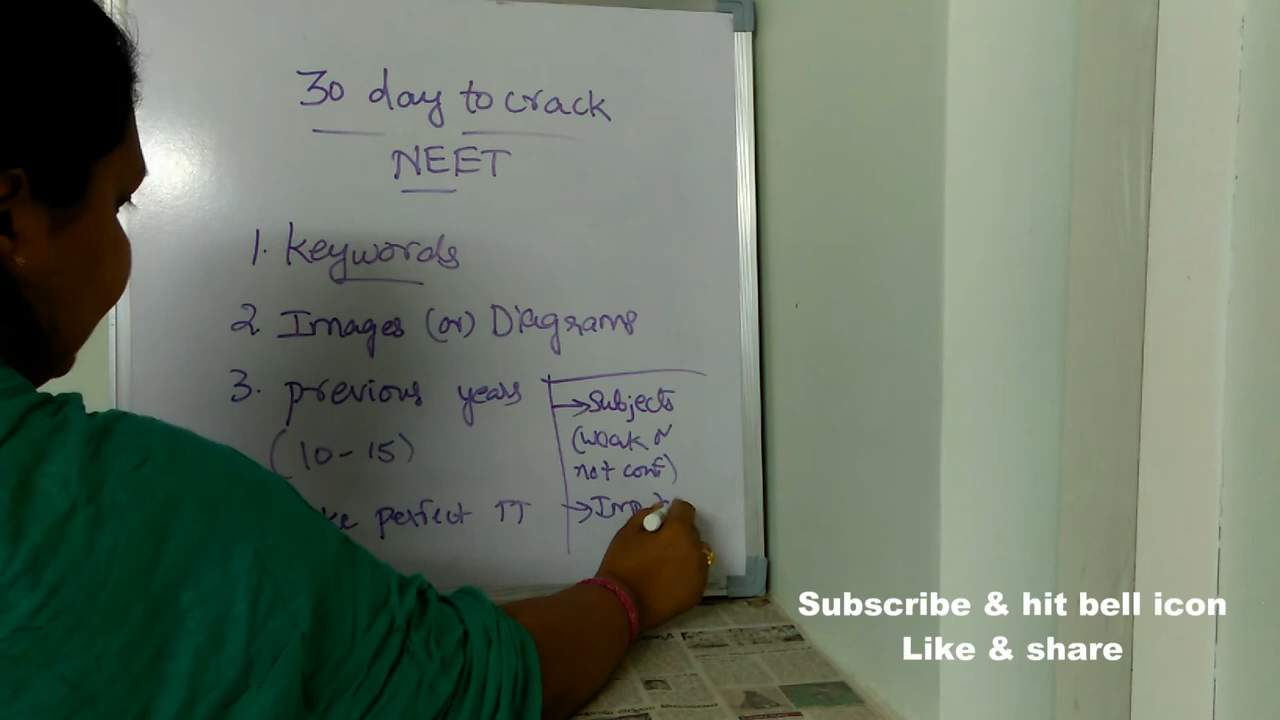 30 day to crack
NEET
1. Keywords
2 Images (or) Diagrams
3. previous years
(10-15)
perfect TT
→Subjects
(weak
not conf)
Subscribe & hit bell icon
Like & share